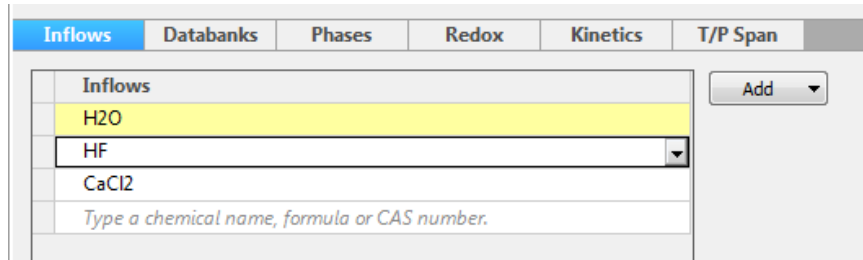 Inflows Databanks Phases Redox Kinetics T/P Span
Inflows Add
H2O
HF
CaCl2
Type a chemical name, formula or CAS number.